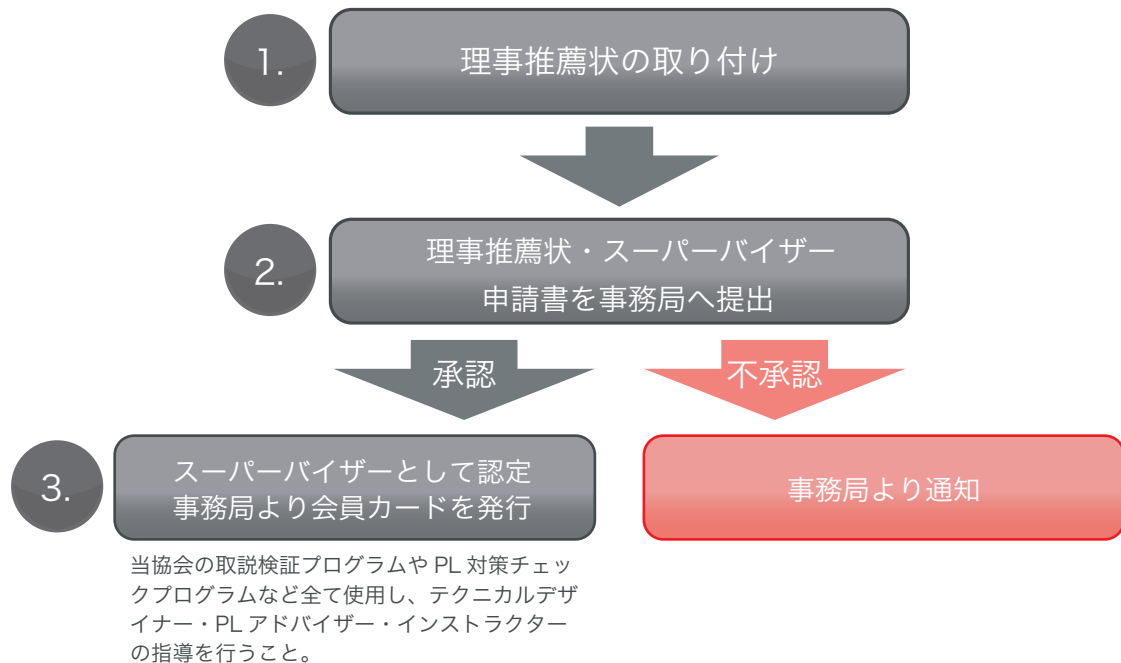 1.
理事推薦状の取り付け
2.
理事推薦状・スーパーバイザー
申請書を事務局へ提出
承認
不承認
3.
スーパーバイザーとして認定
事務局より会員カードを発行
事務局より通知
当協会の取説検証プログラムや PL 対策チェッ
クプログラムなど全て使用し、テクニカルデザ
イナー・PL アドバイザー・インストラクター
の指導を行うこと。